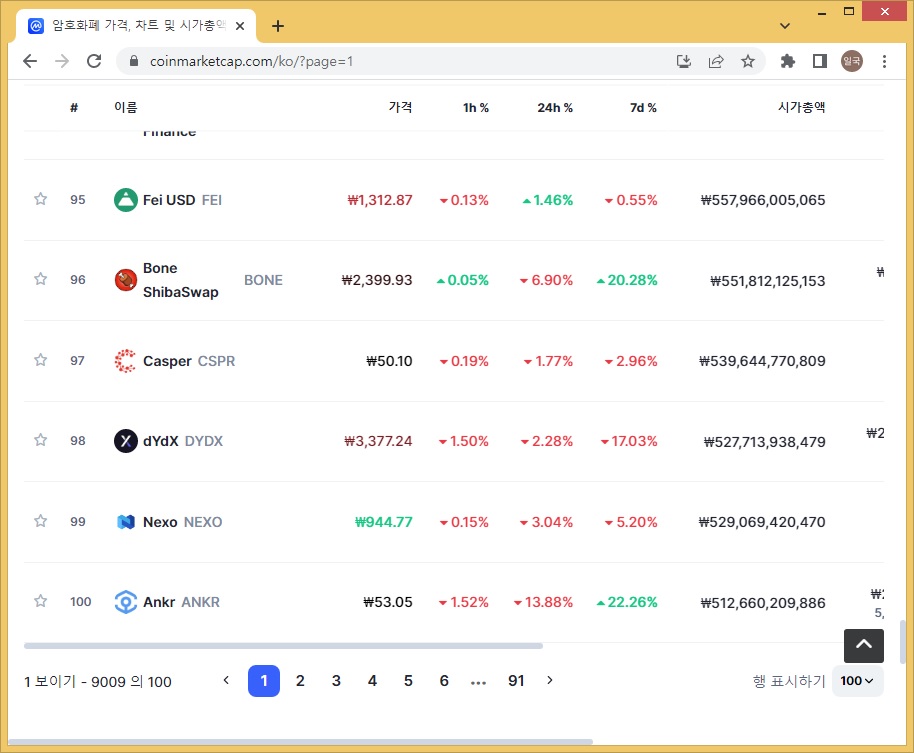 암호화폐 가격, 차트 및 시가총액
coinmarketcap.com/ko/?page=1
일국
# 이름 가격 1h % 24h % 7d % 시가총액
Finance
95 Fei USD FEI ₩1,312.87 0.13% 1.46% 0.55% ₩557,966,005,065
96 Bone ShibaSwap BONE ₩2,399.93 0.05% 6.90% 20.28% ₩551,812,125,153 ₩
97 Casper CSPR ₩50.10 0.19% 1.77% 2.96% ₩539,644,770,809
98 dYdX DYDX ₩3,377.24 1.50% 2.28% 17.03% ₩527,713,938,479 ₩2
99 Nexo NEXO ₩944.77 0.15% 3.04% 5.20% ₩529,069,420,470
100 Ankr ANKR ₩53.05 1.52% 13.88% 22.26% ₩512,660,209,886 ₩2
5,
1 보이기 - 9009 의 100 1 2 3 4 5 6 ... 91 행 표시하기 100